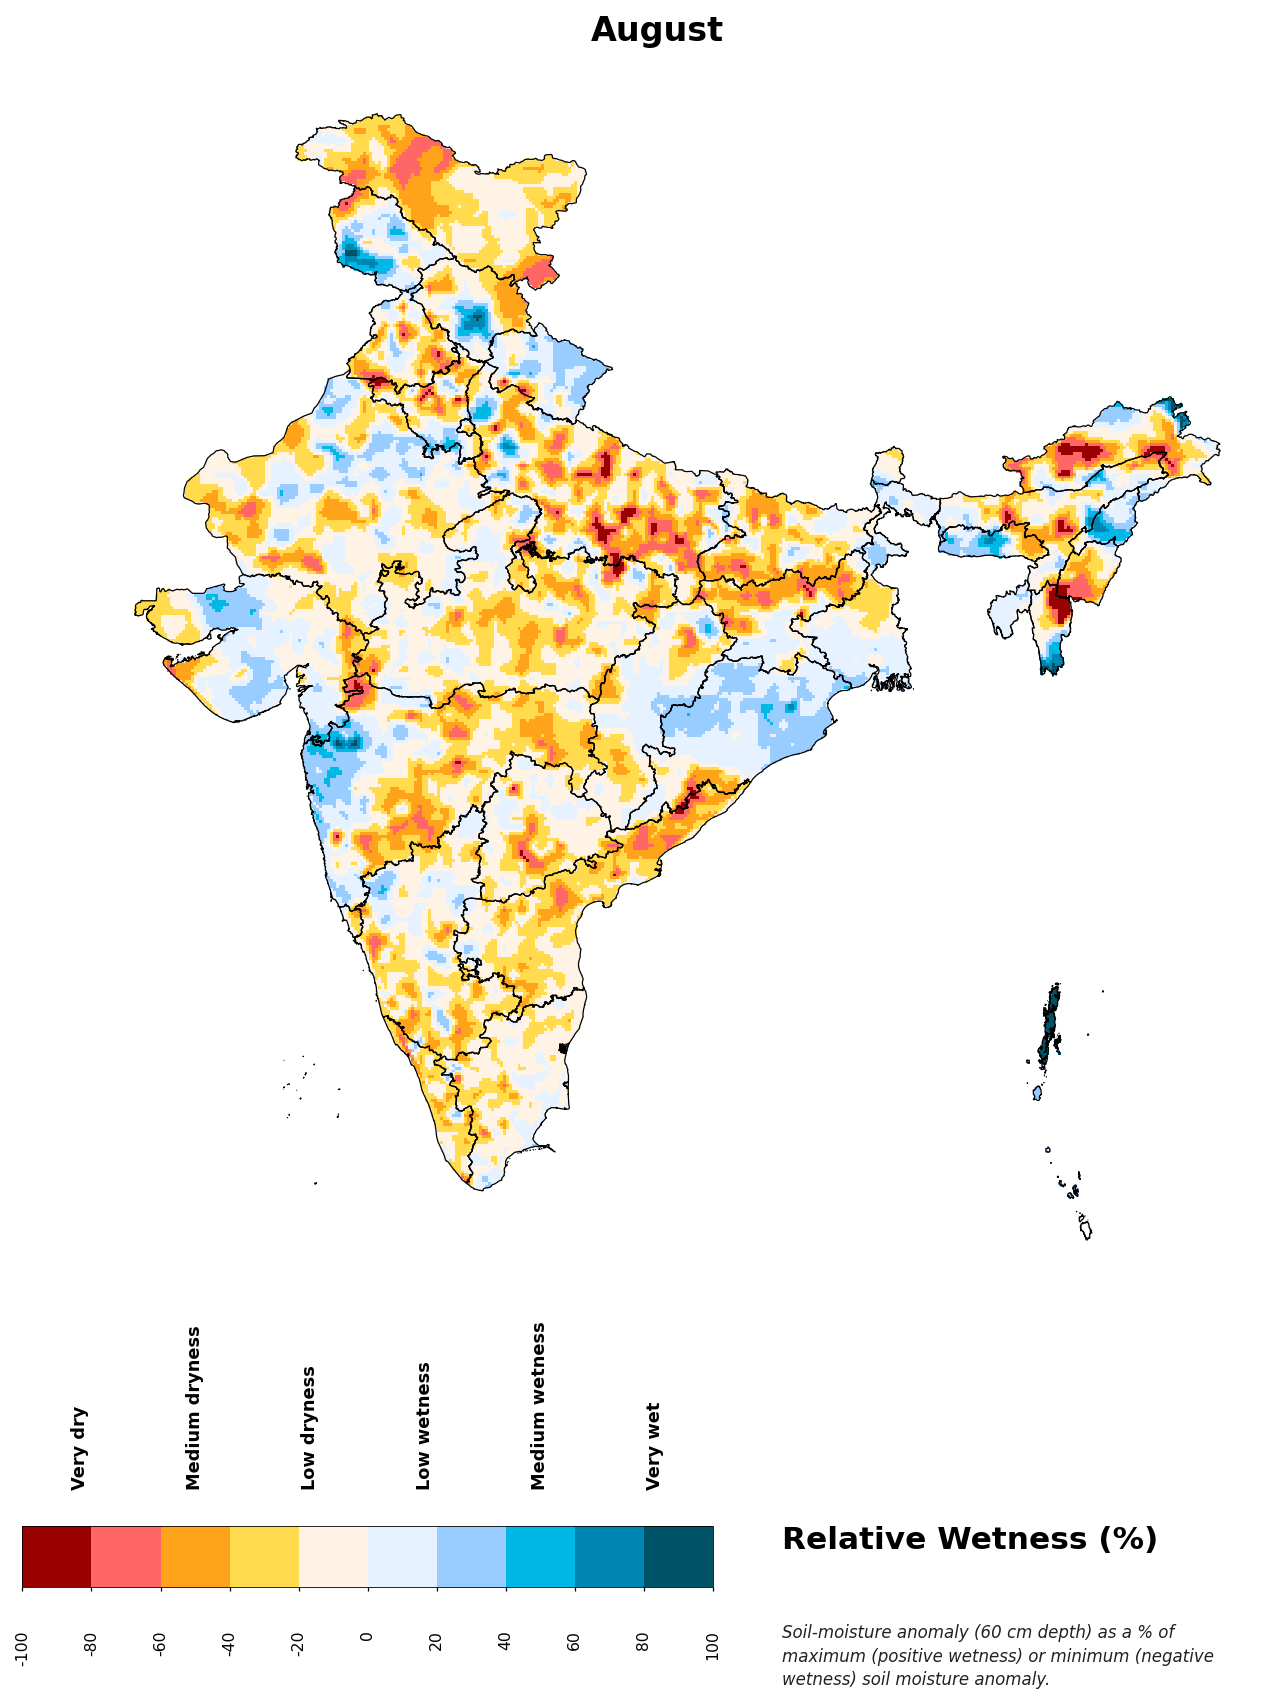 August
Very dry
Medium dryness
Low dryness
Low wetness
Medium wetness
Very wet
-100
-80
-60
-40
-20
0
20
40
60
80
100
Relative Wetness (%)
Soil-moisture anomaly (60 cm depth) as a % of
maximum (positive wetness) or minimum (negative
wetness) soil moisture anomaly.